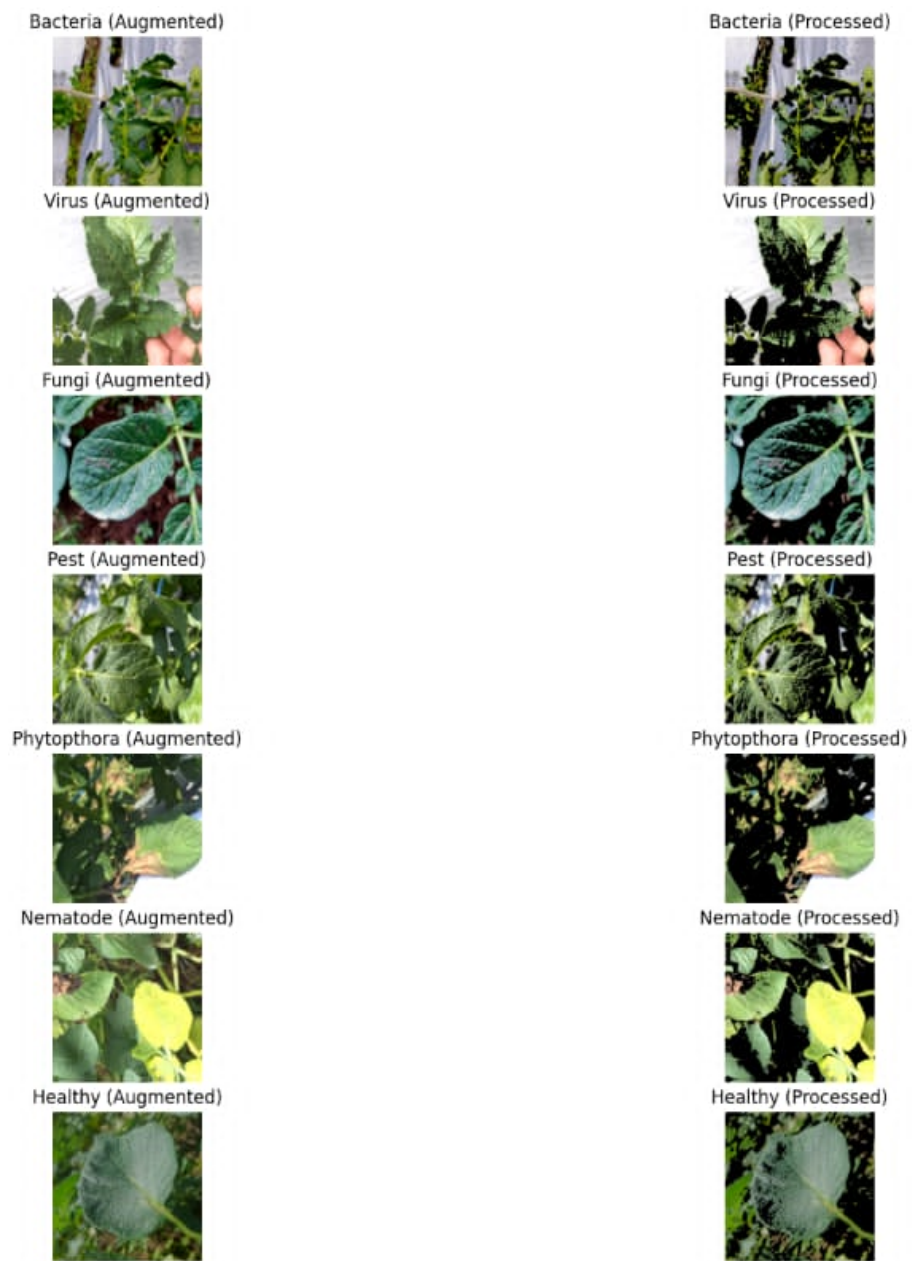 Bacteria (Augmented)
Bacteria (Processed)
Virus (Augmented)
Virus (Processed)
Fungi (Augmented)
Fungi (Processed)
Pest (Augmented)
Pest (Processed)
Phytopthora (Augmented)
Phytopthora (Processed)
Nematode (Augmented)
Nematode (Processed)
Healthy (Augmented)
Healthy (Processed)